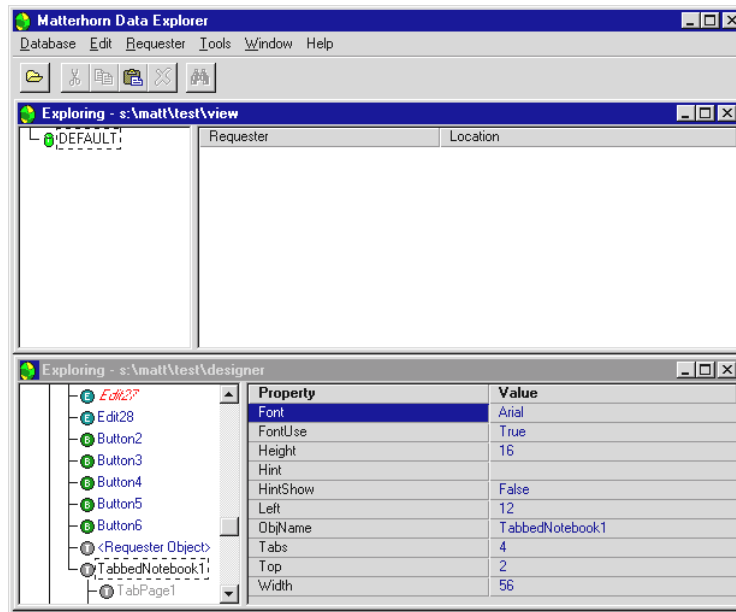 Matterhorn Data Explorer
Database Edit Requester Tools Window Help
Exploring - s:\matt\test\view
DEFAULT
Requester Location
Exploring - s:\matt\test\designer
Edit27
Edit28
Button2
Button3
Button4
Button5
Button6
<Requester Object>
TabbedNotebook1
TabPage1
Property Value
Font Arial
FontUse True
Height 16
Hint
HintShow False
Left 12
ObjName TabbedNotebook1
Tabs 4
Top 2
Width 56